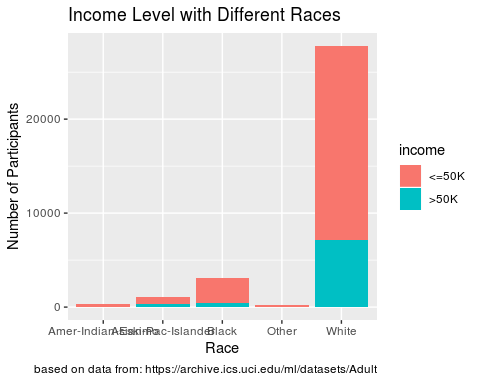 Income Level with Different Races
Number of Participants
20000
10000
0
income
<=50K
>50K
Amer-Indian-Eskimo Asian-Pac-Islander Black Other White
Race
based on data from: https://archive.ics.uci.edu/ml/datasets/Adult